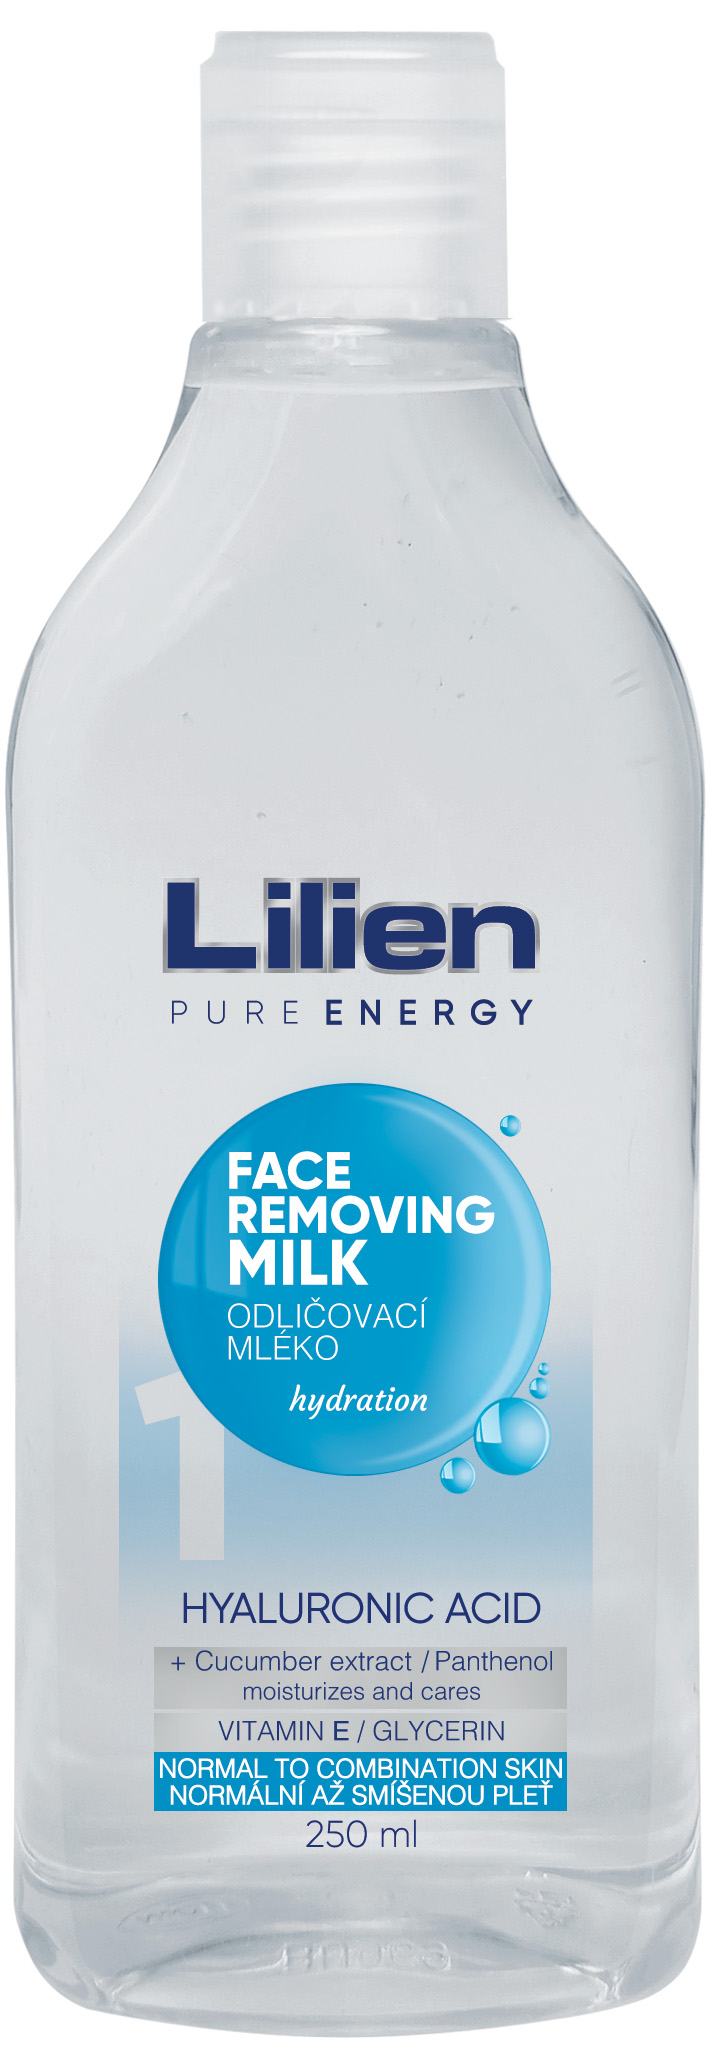 Lilien
PURE ENERGY
FACE
REMOVING
MILK
ODLIČOVACÍ
MLÉKO
hydration
1
HYALURONIC ACID
+ Cucumber extract / Panthenol
moisturizes and cares
VITAMIN E / GLYCERIN
NORMAL TO COMBINATION SKIN
NORMÁLNÍ AŽ SMÍŠENOU PLEŤ
250 ml